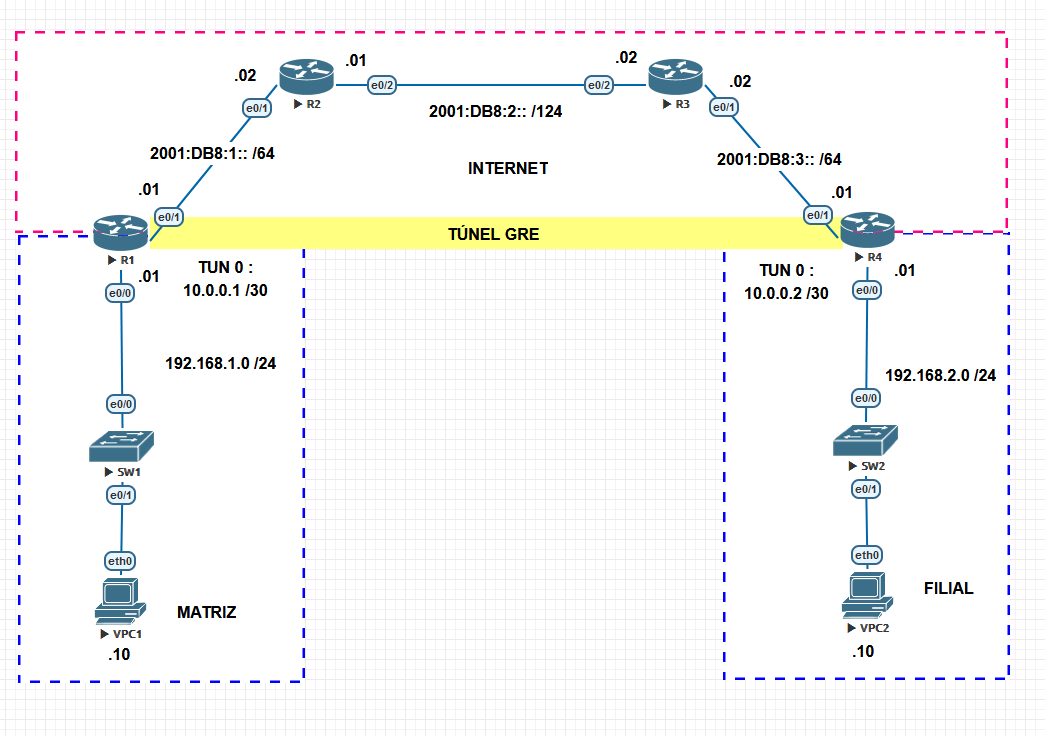 .02
.01
.02
.02
e0/1
R2
e0/2
e0/2
R3
e0/1
2001:DB8:2:: /124
2001:DB8:1:: /64
INTERNET
2001:DB8:3:: /64
.01
.01
e0/1
e0/1
TÚNEL GRE
R1
R4
.01
TUN 0 :
10.0.0.1 /30
TUN 0 :
10.0.0.2 /30
.01
e0/0
e0/0
192.168.1.0 /24
192.168.2.0 /24
e0/0
e0/0
SW1
SW2
e0/1
e0/1
eth0
eth0
MATRIZ
FILIAL
VPC1
VPC2
.10
.10